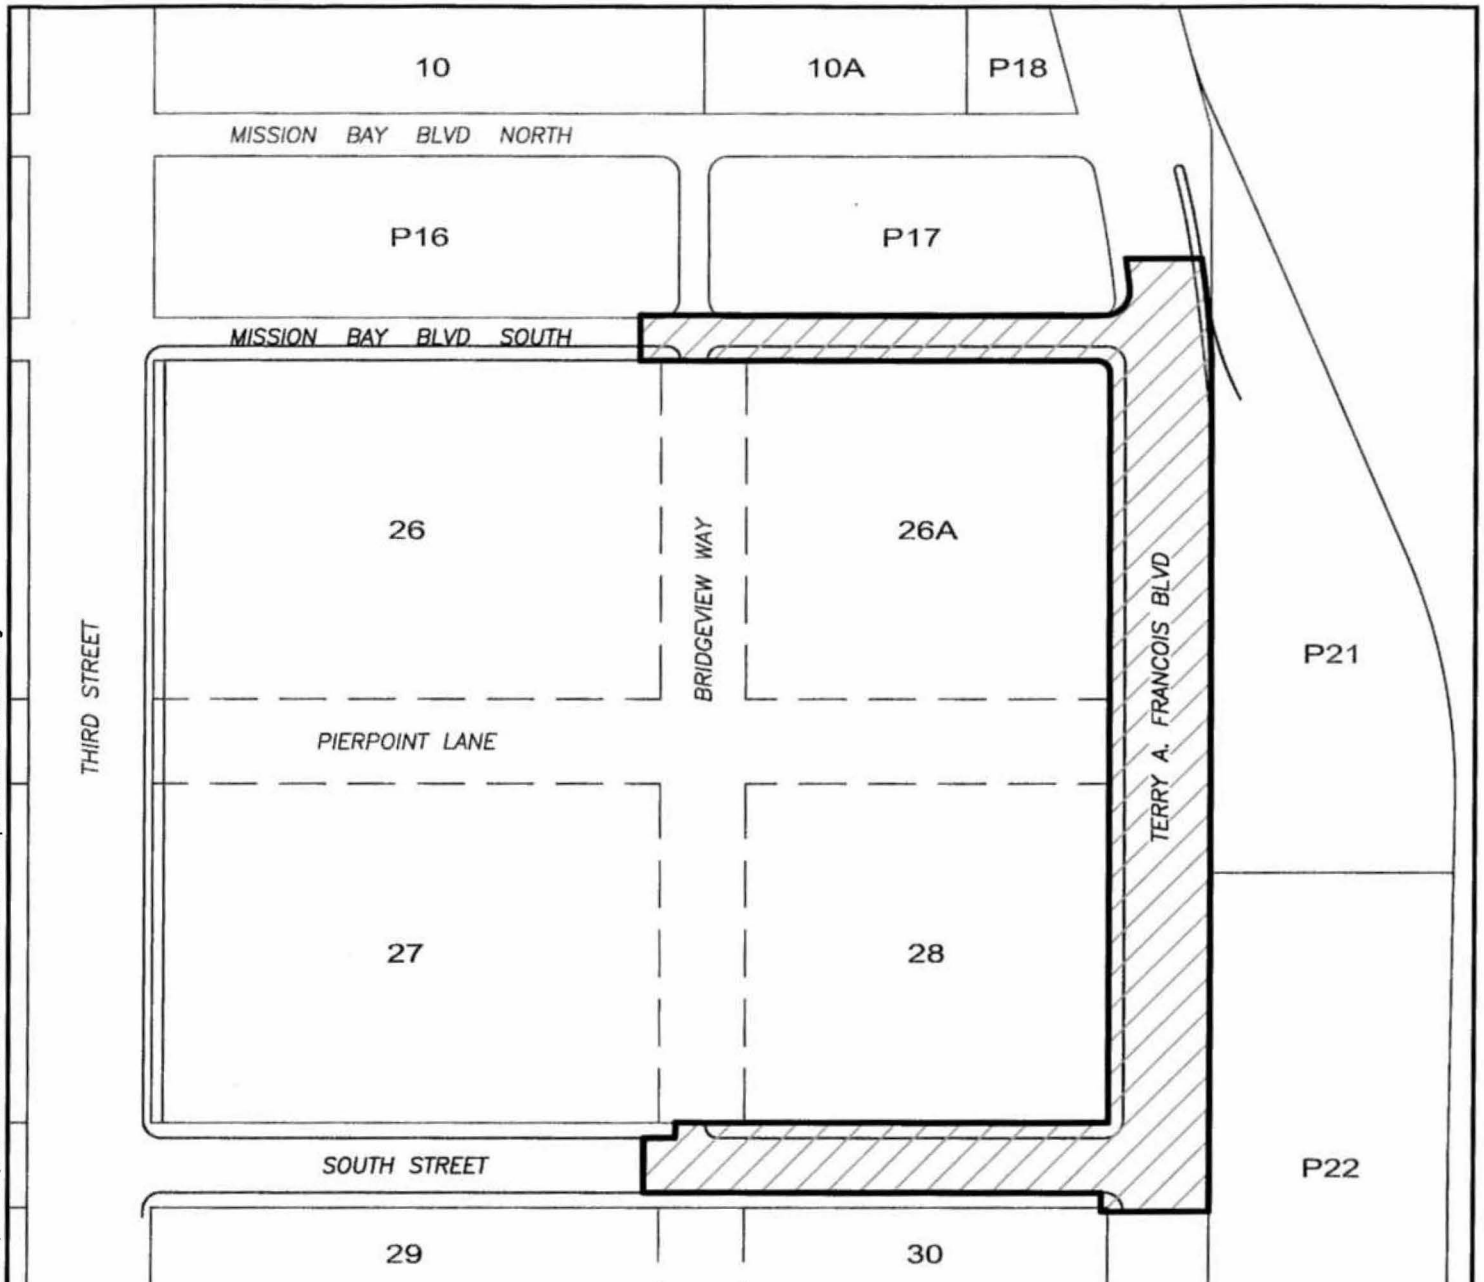 10
10A
P18
MISSION BAY BLVD NORTH
P16
P17
MISSION BAY BLVD SOUTH
26
26A
BRIDGEVIEW WAY
TERRY A. FRANCOIS BLVD
THIRD STREET
P21
PIERPOINT LANE
27
28
SOUTH STREET
P22
29
30